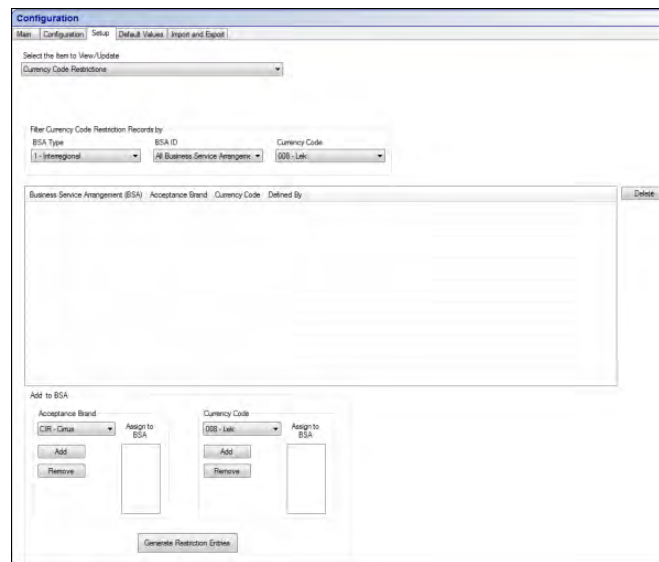 Configuration
Main Configuration Setup Default Values Import and Export
Select the Item to View/Update
Currency Code Restrictions
Filter Currency Code Restriction Records by
BSA Type BSA ID Currency Code
1 - Interregional All Business Service Arrangeme 008 - Lek
Business Service Arrangement (BSA) Acceptance Brand Currency Code Defined By
Delete
Add to BSA
Acceptance Brand Currency Code
CIR - Cirrus Assign to BSA 008 - Lek Assign to BSA
Add Add
Remove Remove
Generate Restriction Entries